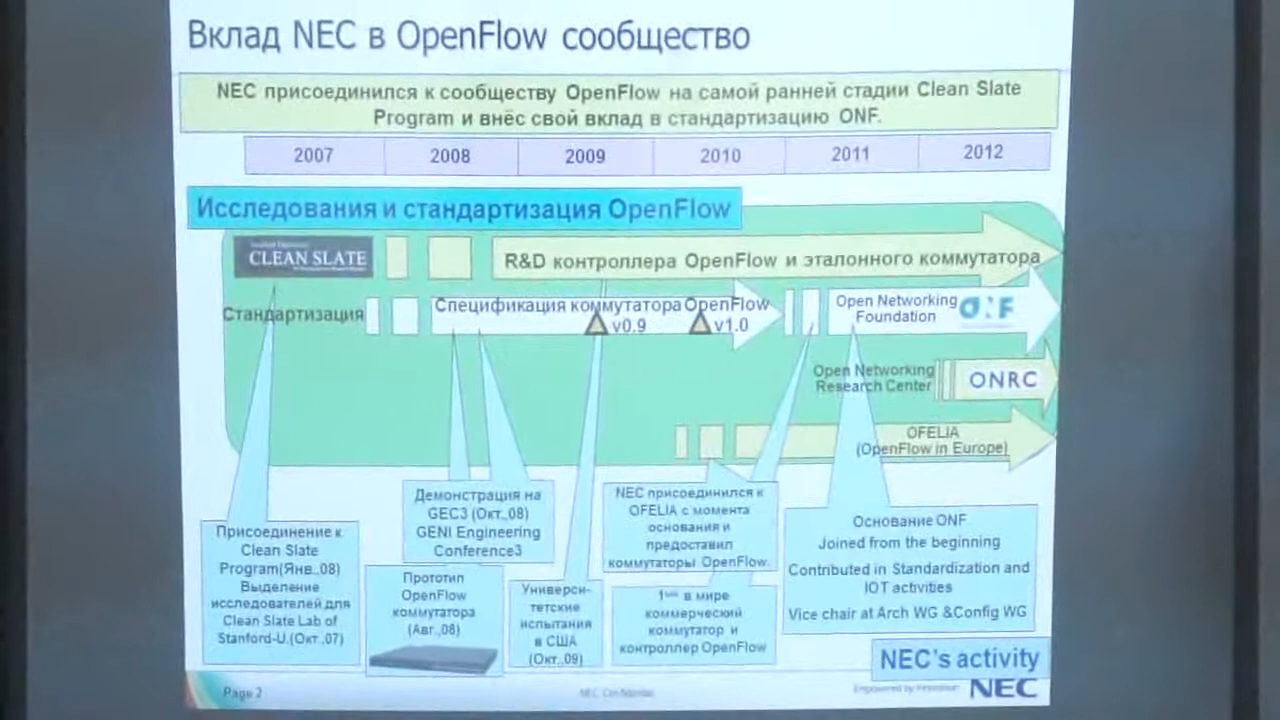 Вклад NEC в OpenFlow сообщество
NEC присоединился к сообществу OpenFlow на самой ранней стадии Clean Slate
Program и внёс свой вклад в стандартизацию ONF.
2007 2008 2009 2010 2011 2012
Исследования и стандартизация OpenFlow
CLEAN SLATE
R&D контроллера OpenFlow и эталонного коммутатора
Стандартизация
Спецификация коммутатора OpenFlow
v0.9 v1.0
Open Networking
Foundation
ONF
Open Networking
Research Center
ONRC
OFELIA
(OpenFlow in Europe)
Присоединение к
Clean Slate
Program(Янв.,08)
Выделение
исследователей для
Clean Slate Lab of
Stanford-U.(Окт.,07)
Демонстрация на
GEC3 (Окт.,08)
GENI Engineering
Conference3
Прототип
OpenFlow
коммутатора
(Авг.,08)
Универси-
тетские
испытания
в США
(Окт.,09)
NEC присоединился к
OFELIA с момента
основания и
предоставил
коммутаторы OpenFlow.
в мире
коммерческий
коммутатор и
контроллер OpenFlow
Основание ONF
Joined from the beginning
Contributed in Standardization and
IOT activities
Vice chair at Arch WG &Config WG
NEC's activity
Page 2
NEC Confidential
Empowered by Innovation
NEC